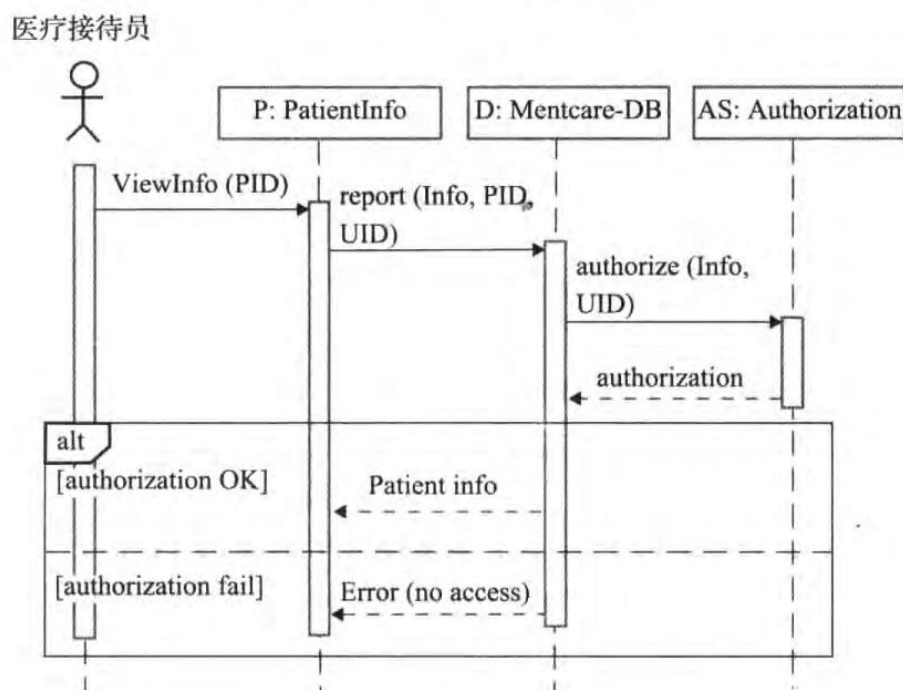 医疗接待员
P: PatientInfo
D: Mentcare-DB
AS: Authorization
ViewInfo (PID)
report (Info, PID,
UID)
authorize (Info,
UID)
authorization
alt
[authorization OK]
Patient info
[authorization fail]
Error (no access)